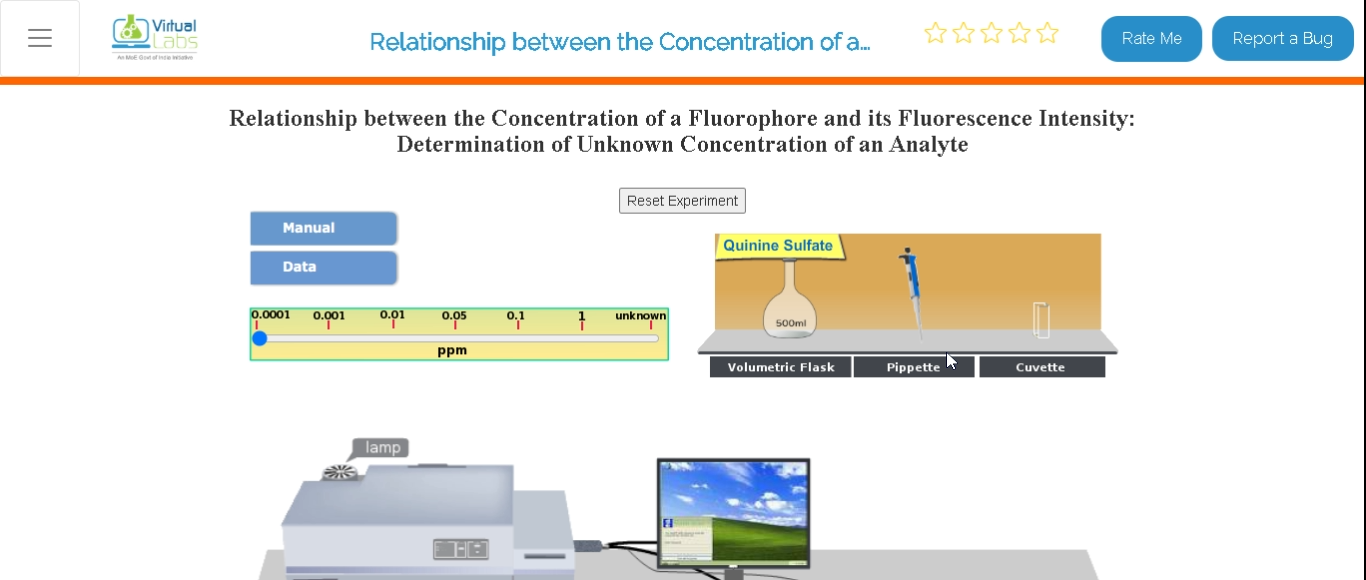 Virtual
Labs
An MoE Govt of India Initiative
Relationship between the Concentration of a...
Rate Me
Report a Bug
Relationship between the Concentration of a Fluorophore and its Fluorescence Intensity:
Determination of Unknown Concentration of an Analyte
Reset Experiment
Manual
Data
Quinine Sulfate
500ml
0.0001 0.001 0.01 0.05 0.1 1 unknown
ppm
Volumetric Flask
Pippette
Cuvette
lamp